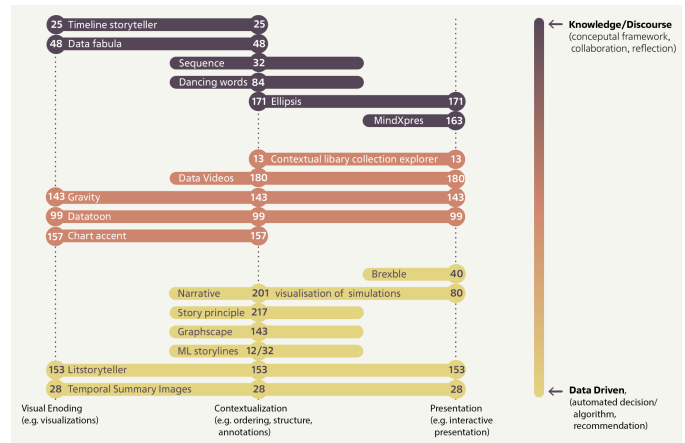 25 Timeline storyteller 25
48 Data fabula 48
Sequence 32
Dancing words 84
171 Ellipsis 171
MindXpres 163
13 Contextual libary collection explorer 13
Data Videos 180 180
143 Gravity 143 143
99 Datatoon 99 99
157 Chart accent 157
Brexble 40
Narrative 201 visualisation of simulations 80
Story principle 217
Graphscape 143
ML storylines 12/32
153 Litstoryteller 153 153
28 Temporal Summary Images 28 28
Visual Enoding
(e.g. visualizations)
Contextualization
(e.g. ordering, structure,
annotations)
Presentation
(e.g. interactive
presentation)
Knowledge/Discourse
(conceputal framework,
collaboration, reflection)
Data Driven,
(automated decision/
algorithm,
recommendation)